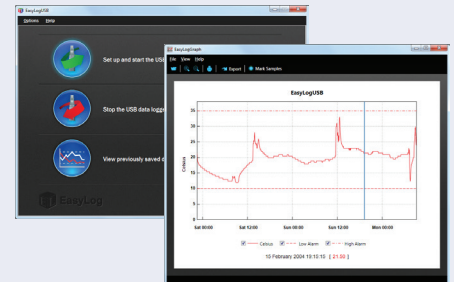 EasyLogUSB
Options Help
Set up and start the USB
Stop the USB data logge
View previously saved d
EasyLog
EasyLogGraph
File View Help
Export Mark Samples
EasyLogUSB
35
30
25
20
15
10
5
0
Celsius
Sat 00:00 Sat 12:00 Sun 00:00 Sun 12:00 Mon 00:00
Celsius Low Alarm High Alarm
15 February 2004 19:15:15 [ 21.50 ]